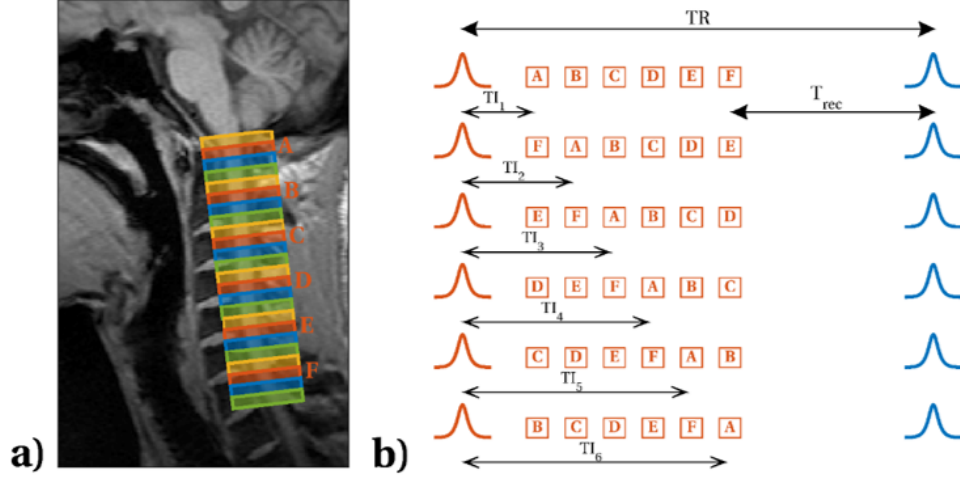 A
B
C
D
E
F
a)
b)
TR
A B C D E F
TI1
Trec
F A B C D E
TI2
E F A B C D
TI3
D E F A B C
TI4
C D E F A B
TI5
B C D E F A
TI6